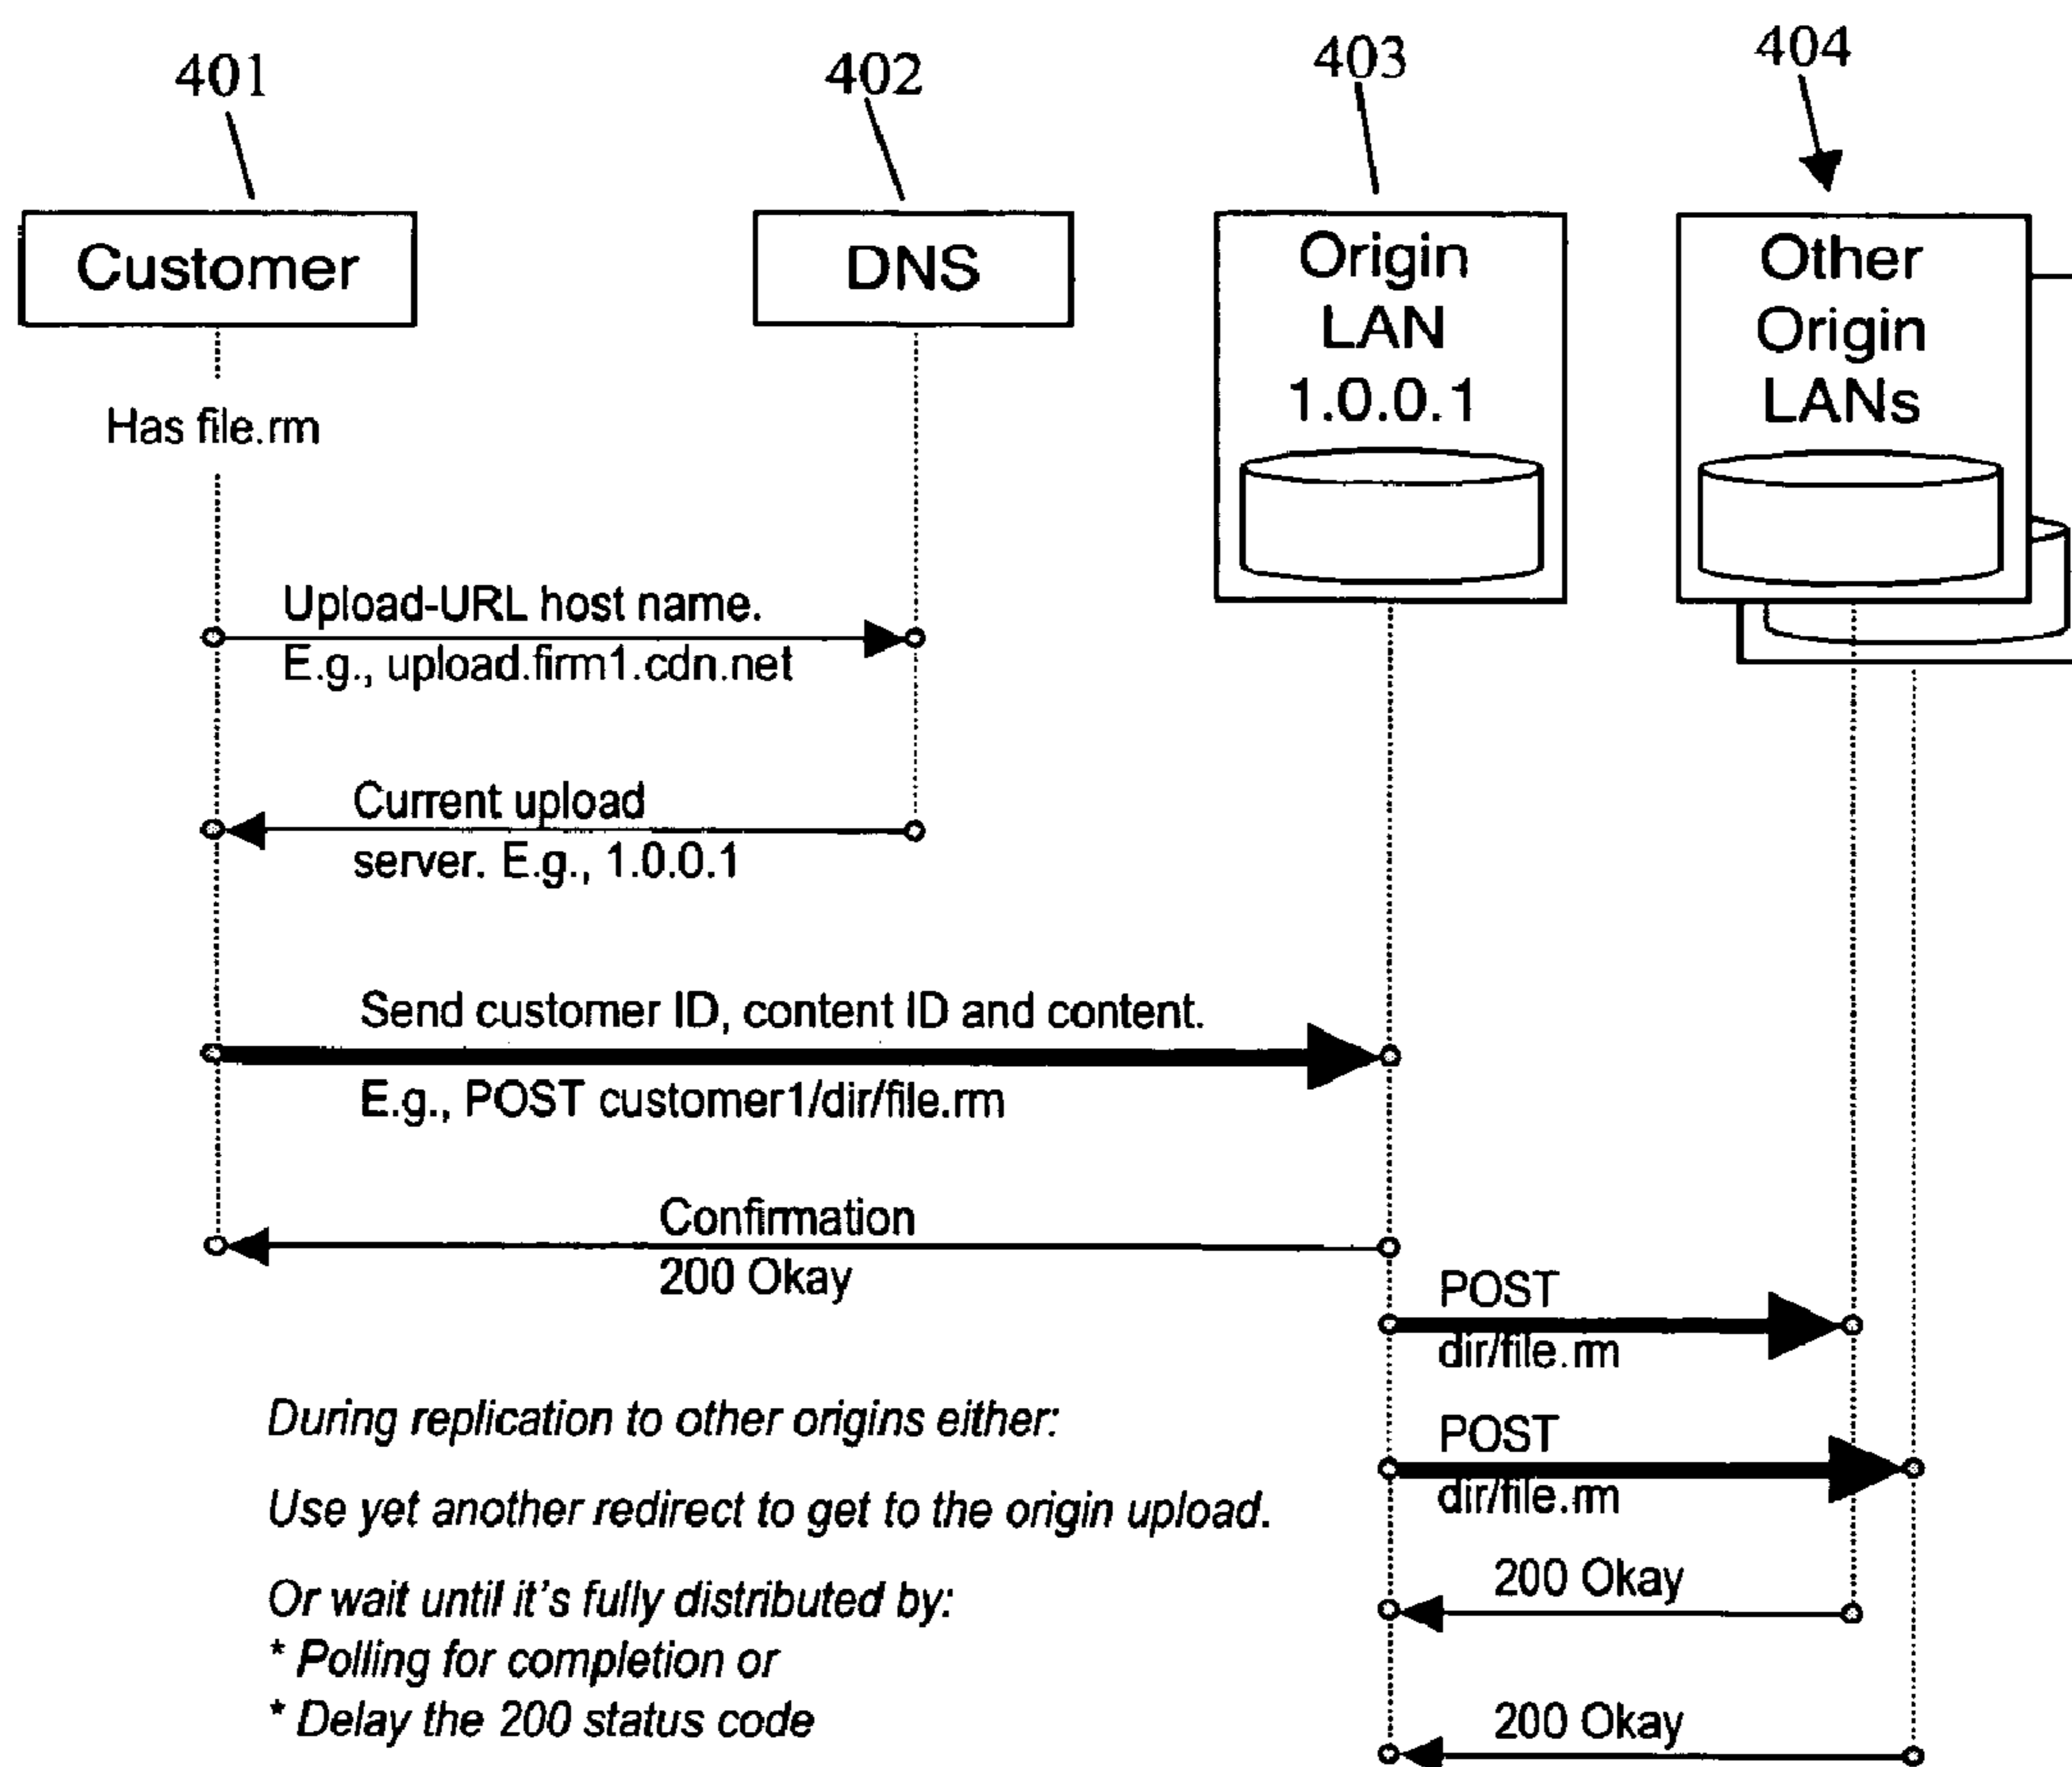 401
402
403
404
Customer
DNS
Origin
LAN
1.0.0.1
Other
Origin
LANs
Has file.rm
Upload-URL host name.
E.g., upload.firm1.cdn.net
Current upload
server. E.g., 1.0.0.1
Send customer ID, content ID and content.
E.g., POST customer1/dir/file.rm
Confirmation
200 Okay
POST
dir/file.rm
POST
dir/file.rm
200 Okay
200 Okay
During replication to other origins either:
Use yet another redirect to get to the origin upload.
Or wait until it's fully distributed by:
* Polling for completion or
* Delay the 200 status code